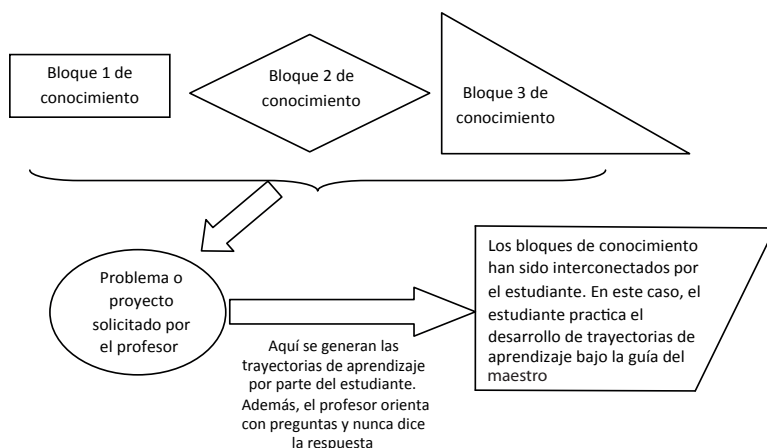 Bloque 1 de
conocimiento
Bloque 2 de
conocimiento
Bloque 3 de
conocimiento
Problema o
proyecto
solicitado por
el profesor
Aquí se generan las
trayectorias de aprendizaje
por parte del estudiante.
Además, el profesor orienta
con preguntas y nunca dice
la respuesta
Los bloques de conocimiento
han sido interconectados por
el estudiante. En este caso, el
estudiante practica el
desarrollo de trayectorias de
aprendizaje bajo la guía del
maestro